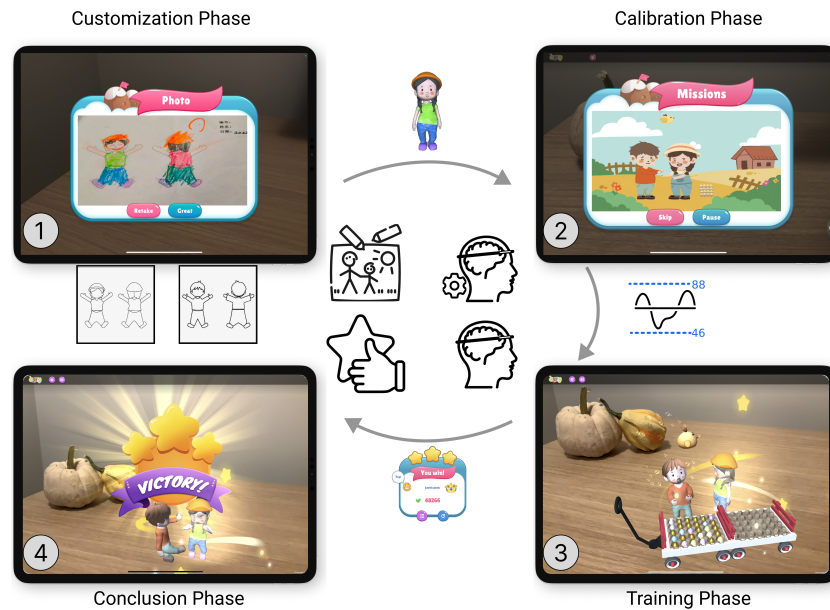 Customization Phase
Calibration Phase
Photo
Retake
Great
1
Missions
Skip
Pause
2
88
46
VICTORY!
4
You win!
48266
3
Conclusion Phase
Training Phase